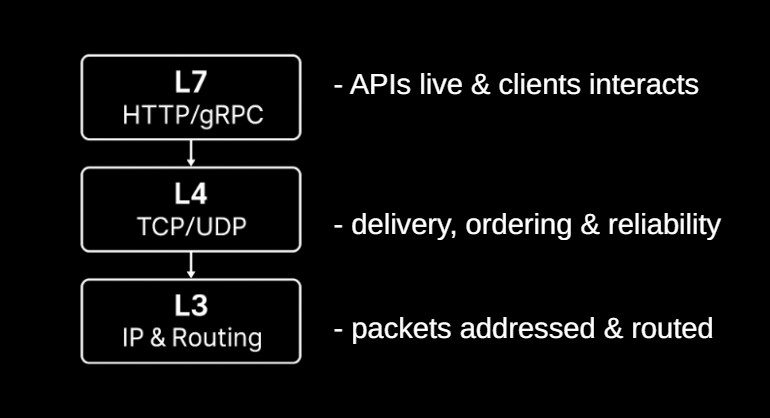 L7
HTTP/gRPC
- APIs live & clients interacts
L4
TCP/UDP
- delivery, ordering & reliability
L3
IP & Routing
- packets addressed & routed